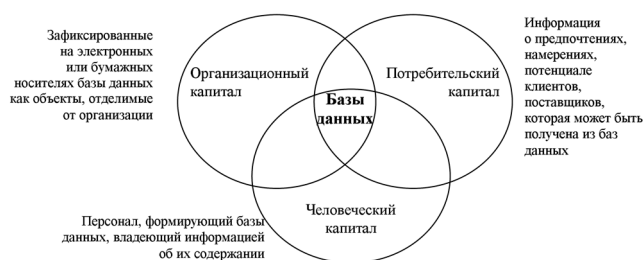 Зафиксированные
на электронных
или бумажных
носителях базы данных
как объекты, отделимые
от организации
Организационный
капитал
Потребительский
капитал
Базы
данных
Информация
о предпочтениях,
намерениях,
потенциале
клиентов,
поставщиков,
которая может быть
получена из баз
данных
Человеческий
капитал
Персонал, формирующий базы
данных, владеющий информацией
об их содержании